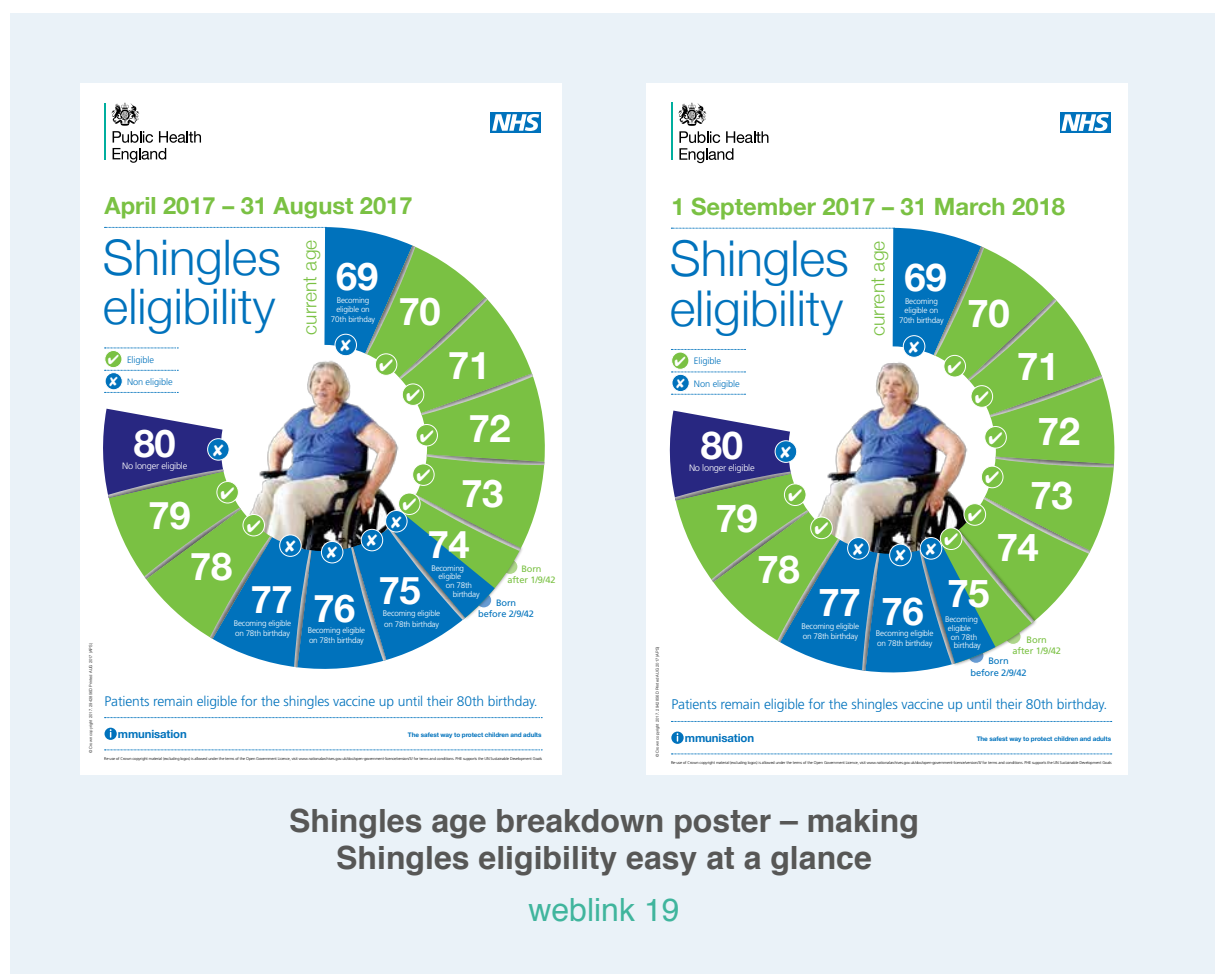 Public Health
England
NHS
April 2017 – 31 August 2017
Shingles
eligibility
current age
Eligible
Non eligible
69
Becoming
eligible on
70th birthday
70
71
72
73
74
Becoming
eligible
on 78th
birthday
Born
after 1/9/42
Born
before 2/9/42
75
Becoming eligible
on 78th birthday
76
Becoming eligible
on 78th birthday
77
Becoming eligible
on 78th birthday
78
79
80
No longer eligible
Patients remain eligible for the shingles vaccine up until their 80th birthday.
immunisation
The safest way to protect children and adults
Public Health
England
NHS
1 September 2017 – 31 March 2018
Shingles
eligibility
current age
Eligible
Non eligible
69
Becoming
eligible on
70th birthday
70
71
72
73
74
75
Becoming
eligible
on 78th
birthday
Born
after 1/9/42
Born
before 2/9/42
76
Becoming eligible
on 78th birthday
77
Becoming eligible
on 78th birthday
78
79
80
No longer eligible
Patients remain eligible for the shingles vaccine up until their 80th birthday.
immunisation
The safest way to protect children and adults
Shingles age breakdown poster – making
Shingles eligibility easy at a glance
weblink 19